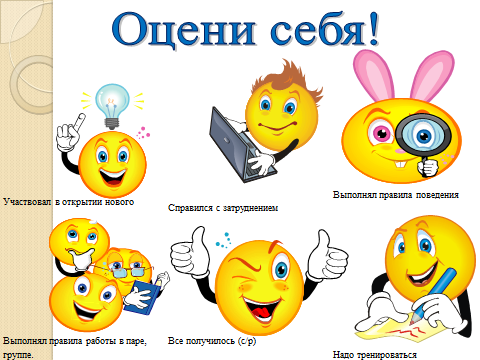 Оцени себя!
Участвовал в открытии нового
Справился с затруднением
Выполнял правила поведения
Выполнял правила работы в паре,
группе.
Все получилось (с/р)
Надо тренироваться